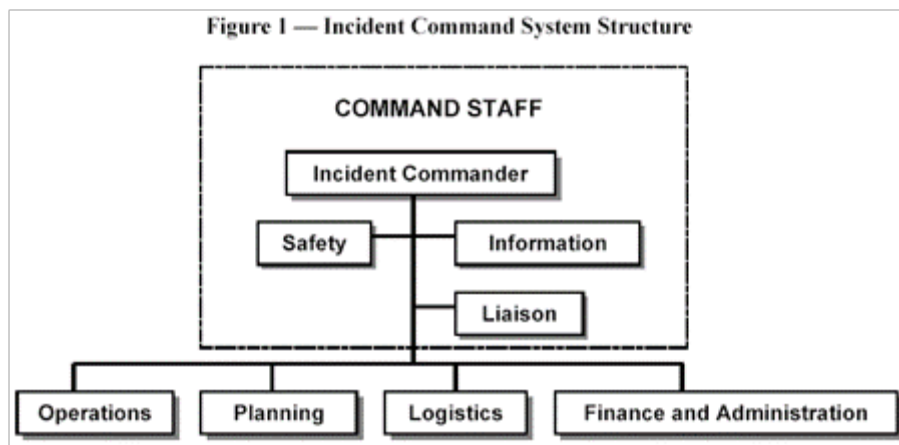 Figure 1 — Incident Command System Structure
COMMAND STAFF
Incident Commander
Safety
Information
Liaison
Operations
Planning
Logistics
Finance and Administration